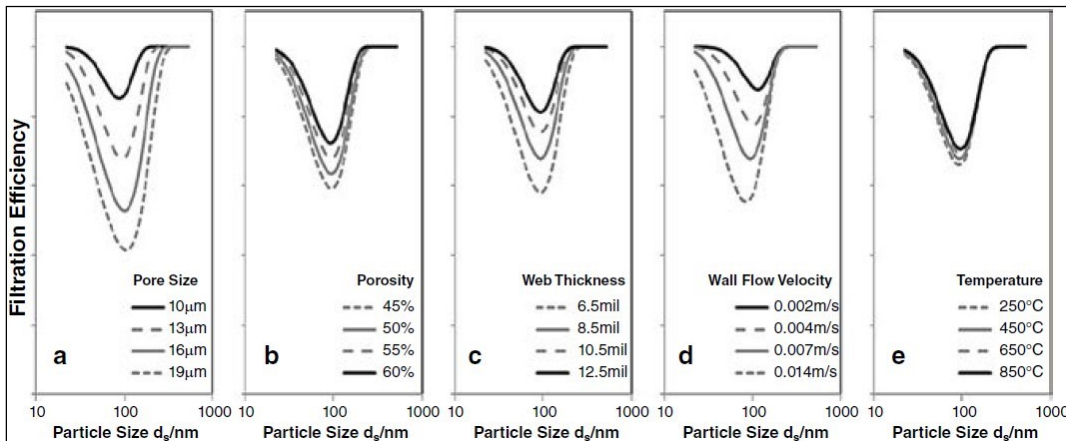 Filtration Efficiency
a
Pore Size
10μm
13μm
16μm
19μm
10 100 1000
Particle Size ds/nm
b
Porosity
45%
50%
55%
60%
10 100 1000
Particle Size ds/nm
c
Web Thickness
6.5mil
8.5mil
10.5mil
12.5mil
10 100 1000
Particle Size ds/nm
d
Wall Flow Velocity
0.002m/s
0.004m/s
0.007m/s
0.014m/s
10 100 1000
Particle Size ds/nm
e
Temperature
250°C
450°C
650°C
850°C
10 100 1000
Particle Size ds/nm